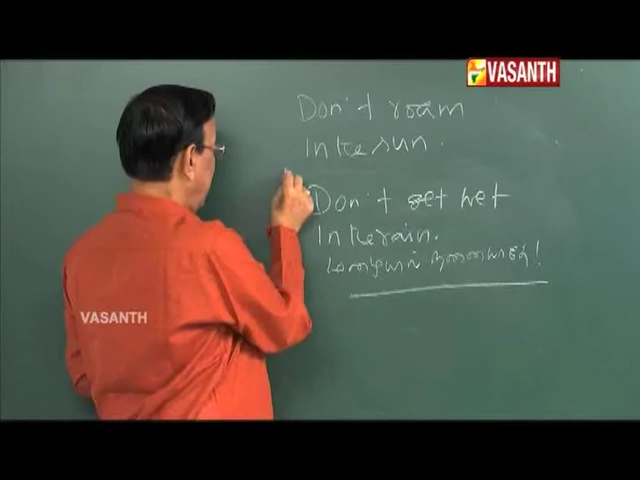 VASANTH
Don't roam
In the sun.
Don't get wet
In the rain.
மழையில் நனையாதே!
VASANTH